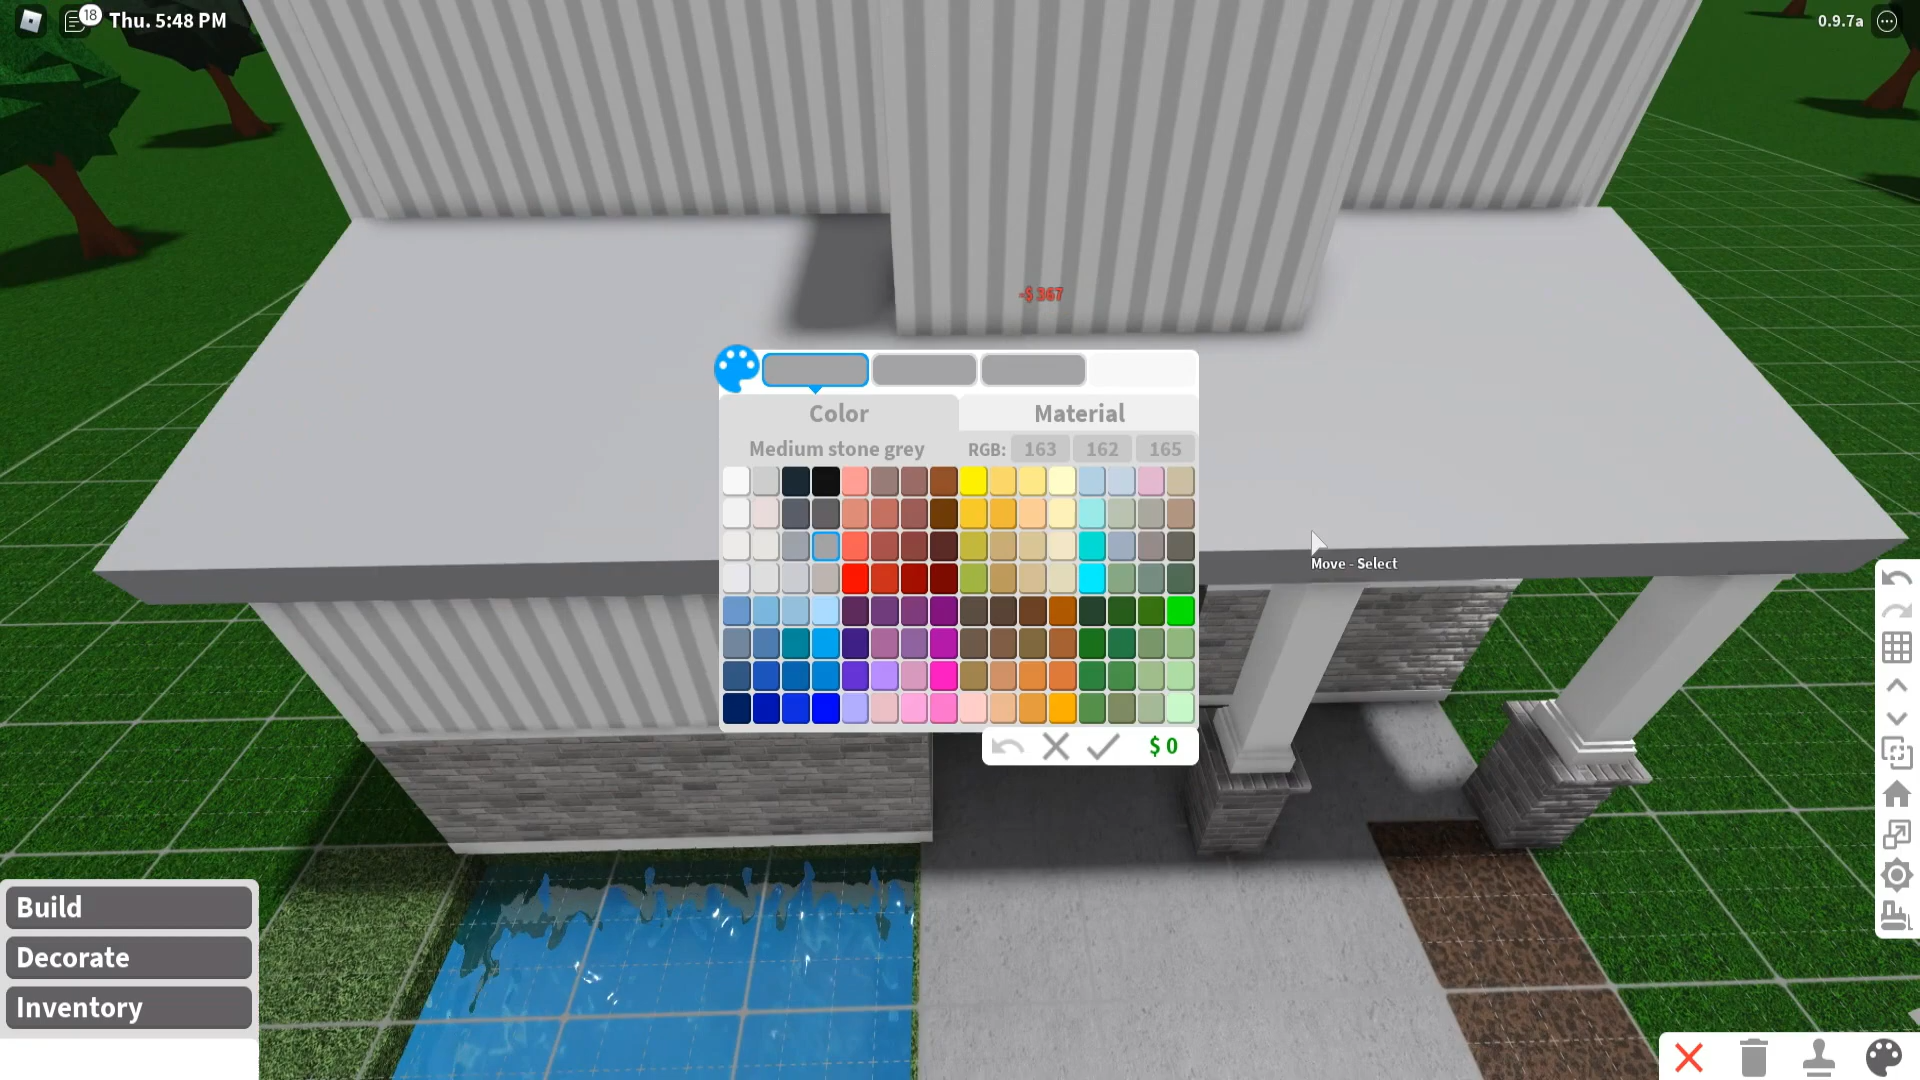 18
Thu. 5:48 PM
0.9.7a
-$ 367
Color
Material
Medium stone grey
RGB: 163 162 165
Move - Select
$ 0
Build
Decorate
Inventory